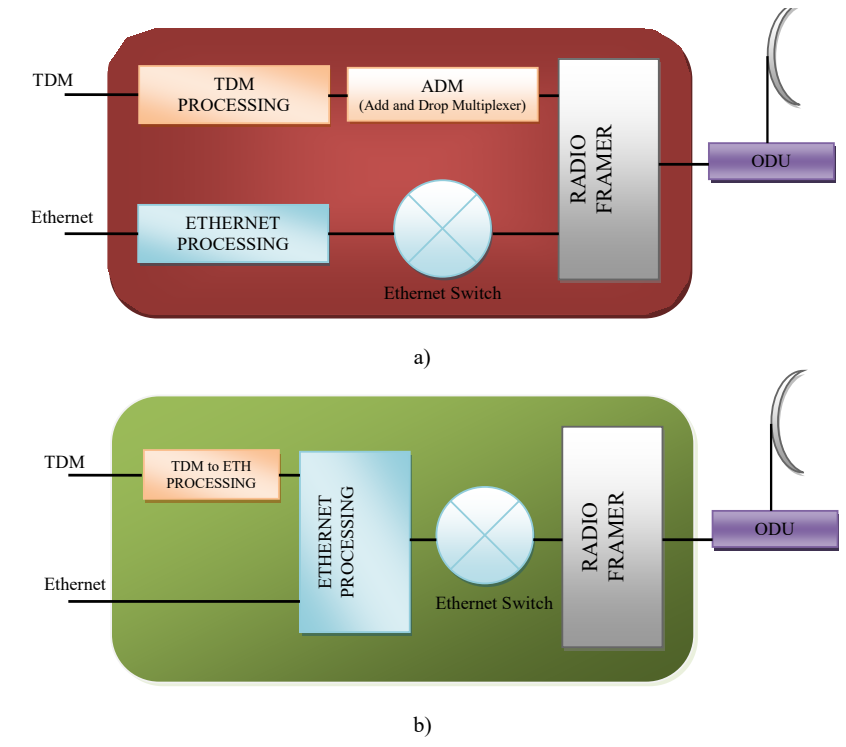 TDM
TDM
PROCESSING
ADM
(Add and Drop Multiplexer)
RADIO
FRAMER
ODU
Ethernet
ETHERNET
PROCESSING
Ethernet Switch
a)
TDM
TDM to ETH
PROCESSING
ETHERNET
PROCESSING
RADIO
FRAMER
ODU
Ethernet
Ethernet Switch
b)